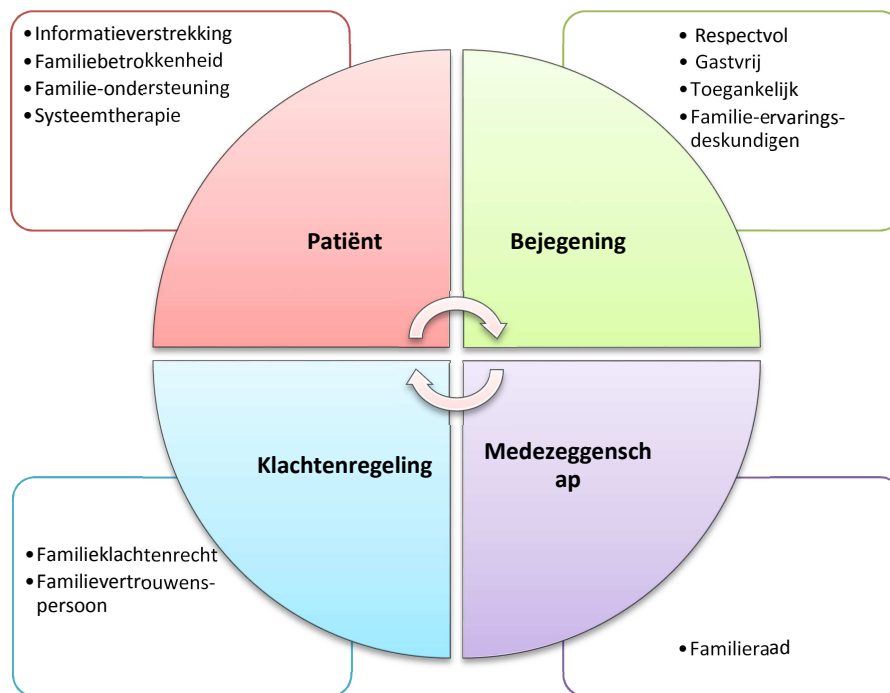 • Informatieverstrekking
• Familiebetrokkenheid
• Familie-ondersteuning
• Systeemtherapie
• Respectvol
• Gastvrij
• Toegankelijk
• Familie-ervarings-
deskundigen
Patiënt
Bejegening
Klachtenregeling
Medezeggensch
ap
• Familieklachtenrecht
• Familievertrouwens-
persoon
• Familieraad